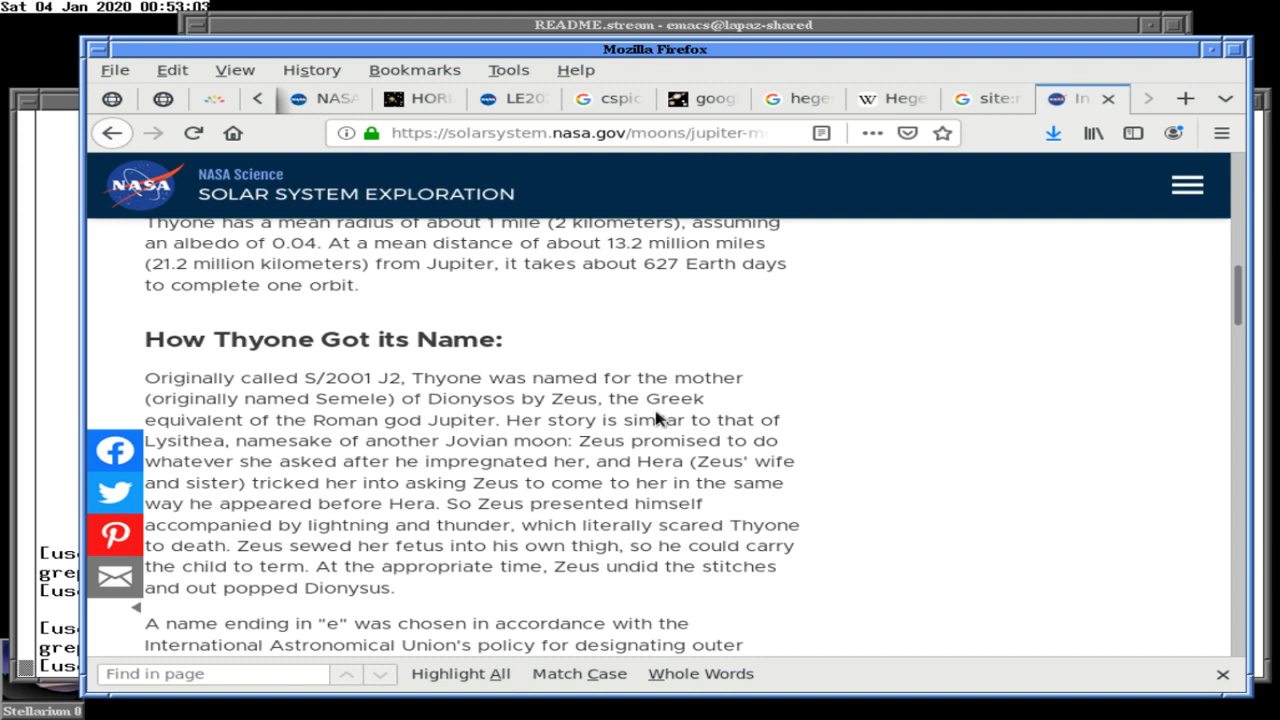 Sat 04 Jan 2020 00:53:03
README.stream - emacs@lapaz-shared
Mozilla Firefox
File Edit View History Bookmarks Tools Help
NASA HORI LE20 cspic goog hege Hege site:r In
https://solarsystem.nasa.gov/moons/jupiter-m
NASA
NASA Science
SOLAR SYSTEM EXPLORATION
Thyone has a mean radius of about 1 mile (2 kilometers), assuming
an albedo of 0.04. At a mean distance of about 13.2 million miles
(21.2 million kilometers) from Jupiter, it takes about 627 Earth days
to complete one orbit.
How Thyone Got its Name:
Originally called S/2001 J2, Thyone was named for the mother
(originally named Semele) of Dionysos by Zeus, the Greek
equivalent of the Roman god Jupiter. Her story is similar to that of
Lysithea, namesake of another Jovian moon: Zeus promised to do
whatever she asked after he impregnated her, and Hera (Zeus' wife
and sister) tricked her into asking Zeus to come to her in the same
way he appeared before Hera. So Zeus presented himself
accompanied by lightning and thunder, which literally scared Thyone
to death. Zeus sewed her fetus into his own thigh, so he could carry
the child to term. At the appropriate time, Zeus undid the stitches
and out popped Dionysus.
A name ending in "e" was chosen in accordance with the
International Astronomical Union's policy for designating outer
[us
gre
[us
[us
gre
[us
Find in page Highlight All Match Case Whole Words
Stellarium 0